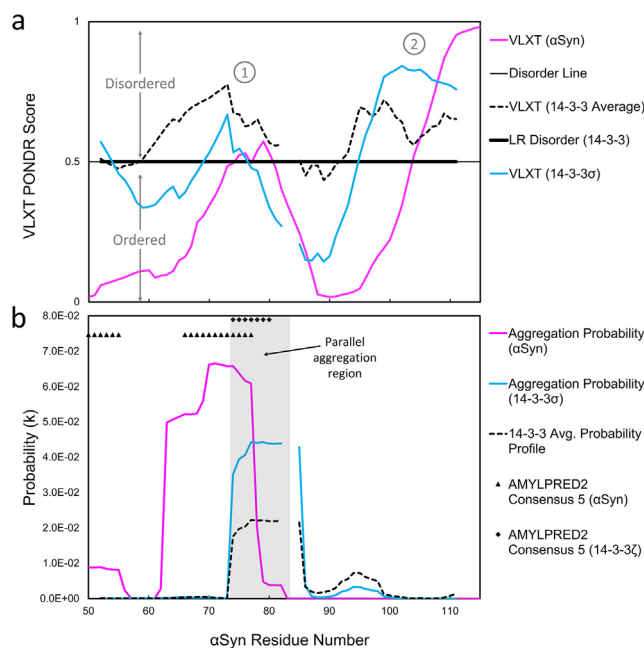 a
1
0.5
0
VLXT PONDR Score
Disordered
Ordered
1
2
VLXT (αSyn)
Disorder Line
VLXT (14-3-3 Average)
LR Disorder (14-3-3)
VLXT (14-3-3σ)
b
8.0E-02
7.0E-02
6.0E-02
5.0E-02
4.0E-02
3.0E-02
2.0E-02
1.0E-02
0.0E+00
Probability (k)
Parallel
aggregation
region
50
60
70
80
90
100
110
αSyn Residue Number
Aggregation Probability
(αSyn)
Aggregation Probability
(14-3-3σ)
14-3-3 Avg. Probability
Profile
AMYLPRED2
Consensus 5 (αSyn)
AMYLPRED2
Consensus 5 (14-3-3ζ)